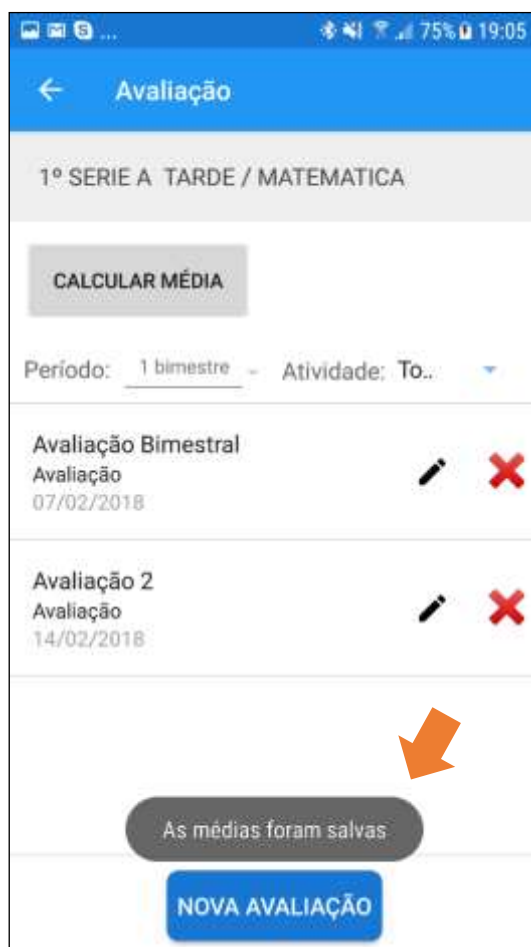 75% 19:05
Avaliação
1º SERIE A TARDE / MATEMATICA
CALCULAR MÉDIA
Período: 1 bimestre Atividade: To..
Avaliação Bimestral
Avaliação
07/02/2018
Avaliação 2
Avaliação
14/02/2018
As médias foram salvas
NOVA AVALIAÇÃO